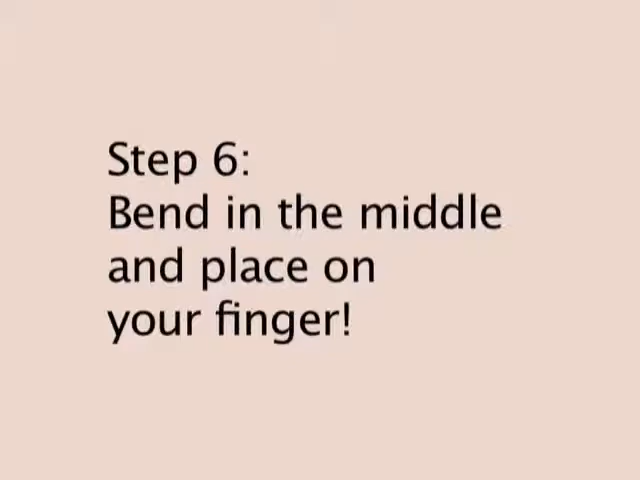 Step 6:
Bend in the middle
and place on
your finger!